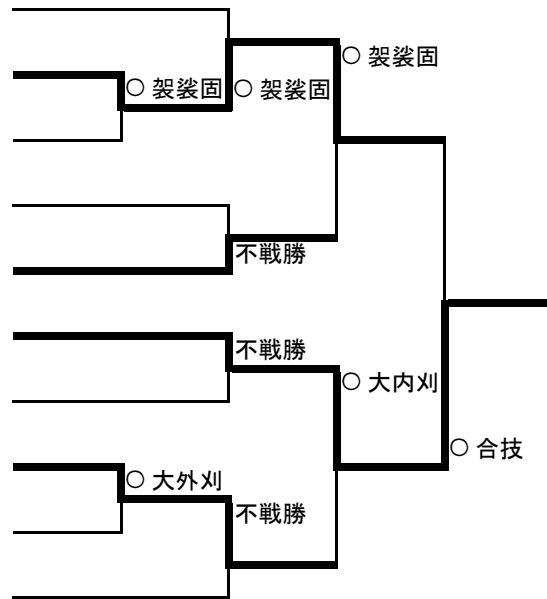 ○ 袈裟固
○ 袈裟固
○ 袈裟固
不戦勝
不戦勝
○ 大内刈
○ 合技
○ 大外刈
不戦勝